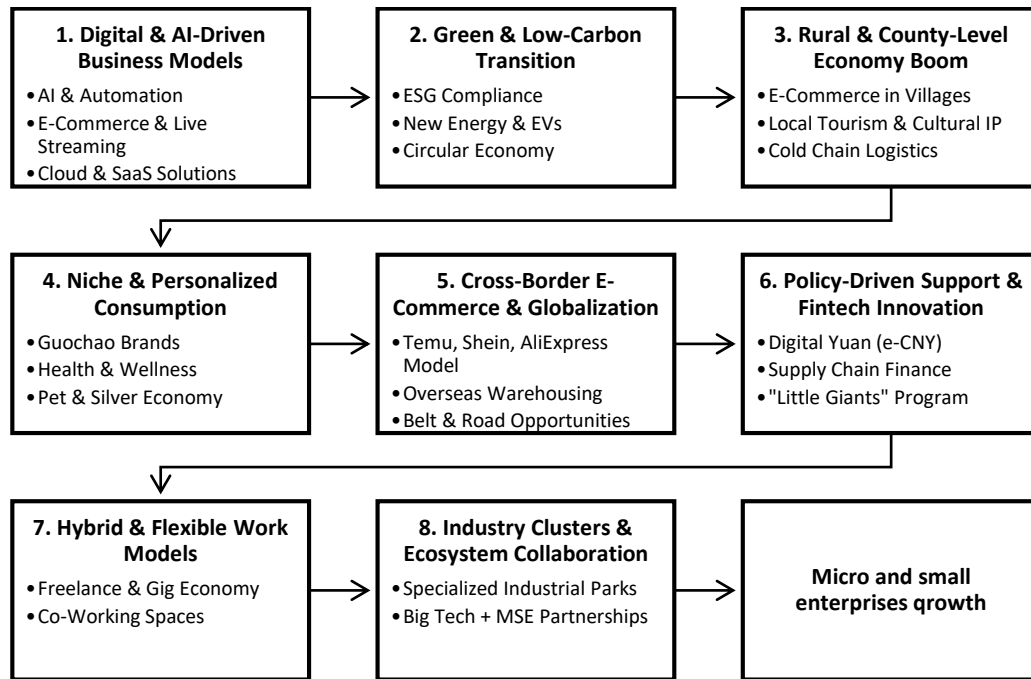 1. Digital & AI-Driven
Business Models
•AI & Automation
•E-Commerce & Live
Streaming
•Cloud & SaaS Solutions
2. Green & Low-Carbon
Transition
•ESG Compliance
•New Energy & EVs
•Circular Economy
3. Rural & County-Level
Economy Boom
•E-Commerce in Villages
•Local Tourism & Cultural IP
•Cold Chain Logistics
4. Niche & Personalized
Consumption
•Guochao Brands
•Health & Wellness
•Pet & Silver Economy
5. Cross-Border E-
Commerce & Globalization
•Temu, Shein, AliExpress
Model
•Overseas Warehousing
•Belt & Road Opportunities
6. Policy-Driven Support &
Fintech Innovation
•Digital Yuan (e-CNY)
•Supply Chain Finance
•"Little Giants" Program
7. Hybrid & Flexible Work
Models
•Freelance & Gig Economy
•Co-Working Spaces
8. Industry Clusters &
Ecosystem Collaboration
•Specialized Industrial Parks
•Big Tech + MSE Partnerships
Micro and small
enterprises qrowth